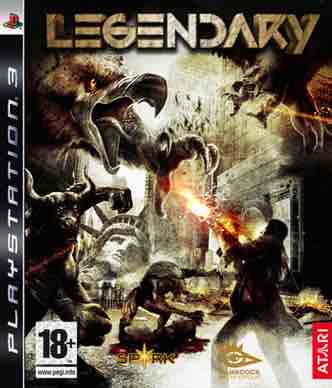 LEGENDARY
PLAYSTATION 3
18+
www.pegi.info
SPARK
ATARI